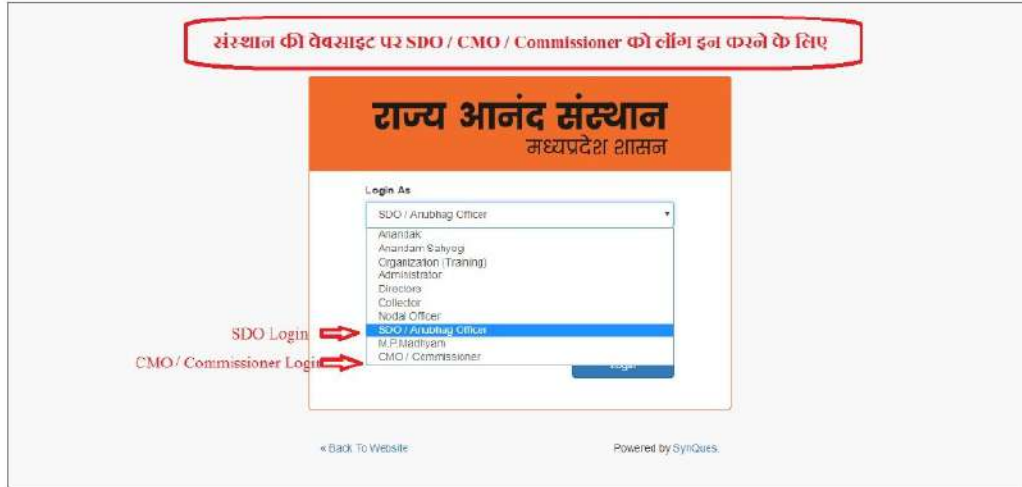 संस्थान की वेबसाइट पर SDO / CMO / Commissioner को लॉग इन करने के लिए
राज्य आनंद संस्थान
मध्यप्रदेश शासन
Login As
SDO / Anubhag Officer
Anandak
Anandam Sahyogi
Organization (Training)
Administrator
Directors
Collector
Nodal Officer
SDO / Anubhag Officer
M.P.Madhyam
CMO / Commissioner
SDO Login
CMO / Commissioner Login
Login
« Back To Website
Powered by SynQues.